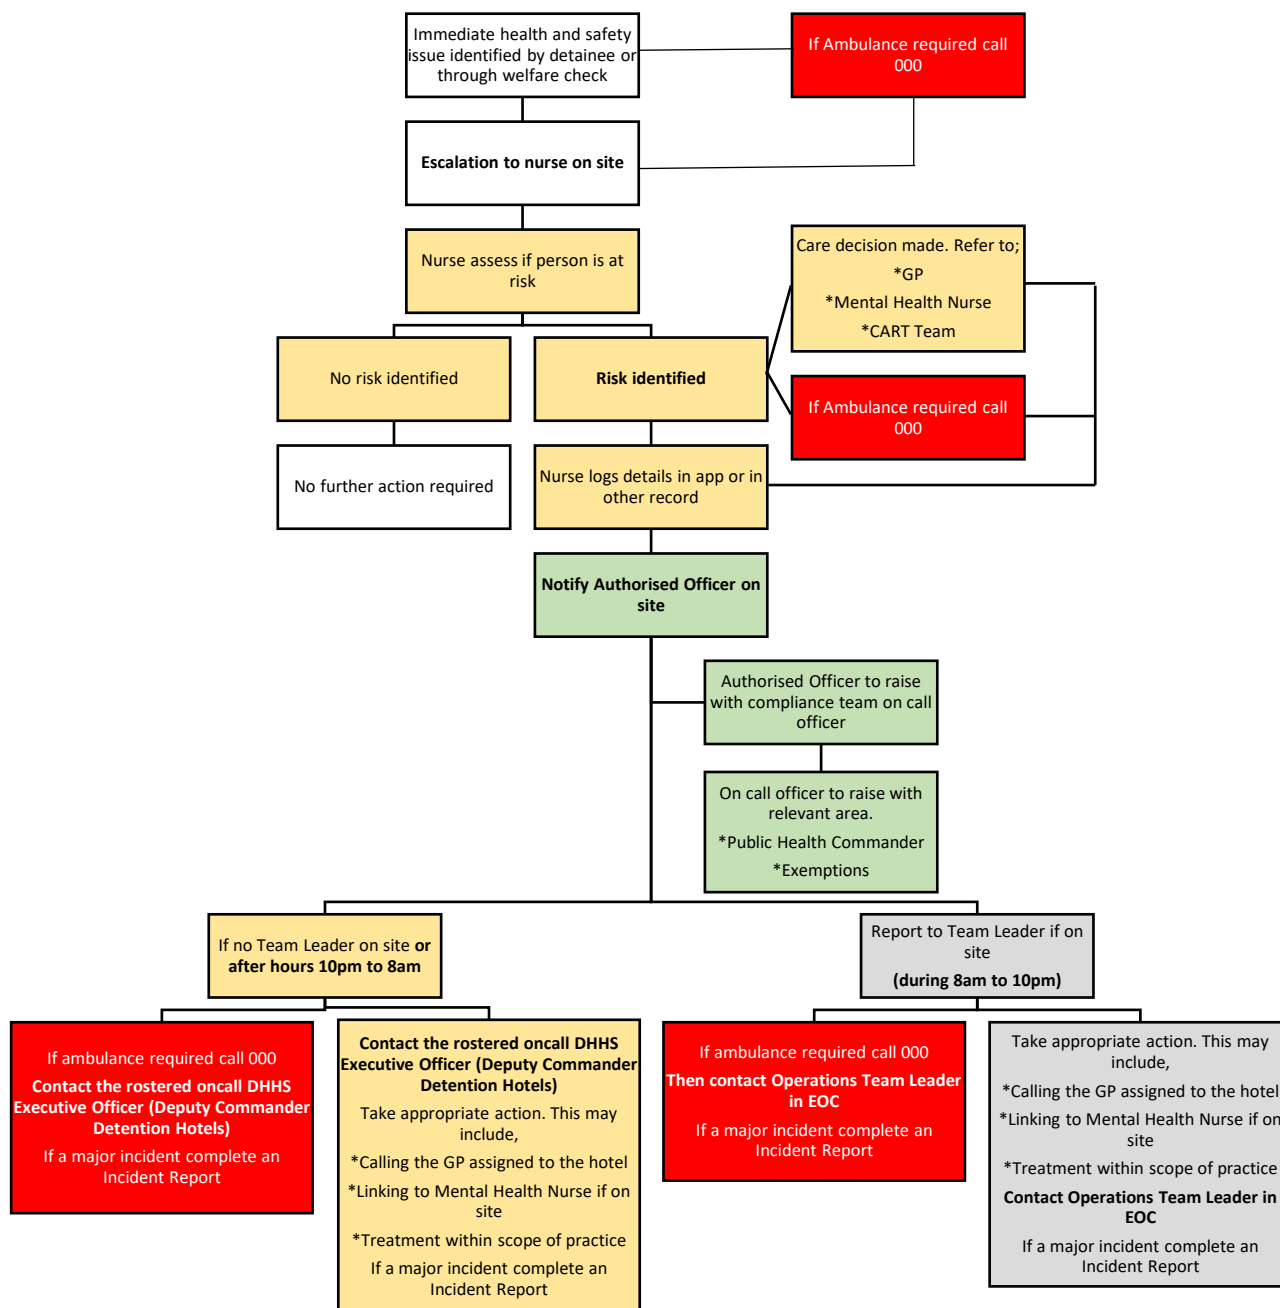 Immediate health and safety
issue identified by detainee or
through welfare check
If Ambulance required call
000
Escalation to nurse on site
Nurse assess if person is at
risk
Care decision made. Refer to;
*GP
*Mental Health Nurse
*CART Team
No risk identified
Risk identified
If Ambulance required call
000
No further action required
Nurse logs details in app or in
other record
Notify Authorised Officer on
site
Authorised Officer to raise
with compliance team on call
officer
On call officer to raise with
relevant area.
*Public Health Commander
*Exemptions
If no Team Leader on site or
after hours 10pm to 8am
Report to Team Leader if on
site
(during 8am to 10pm)
If ambulance required call 000
Contact the rostered oncall DHHS
Executive Officer (Deputy Commander
Detention Hotels)
If a major incident complete an
Incident Report
Contact the rostered oncall DHHS
Executive Officer (Deputy Commander
Detention Hotels)
Take appropriate action. This may
include,
*Calling the GP assigned to the hotel
*Linking to Mental Health Nurse if on
site
*Treatment within scope of practice
If a major incident complete an
Incident Report
If ambulance required call 000
Then contact Operations Team Leader
in EOC
If a major incident complete an
Incident Report
Take appropriate action. This may
include,
*Calling the GP assigned to the hotel
*Linking to Mental Health Nurse if on
site
*Treatment within scope of practice
Contact Operations Team Leader in
EOC
If a major incident complete an
Incident Report